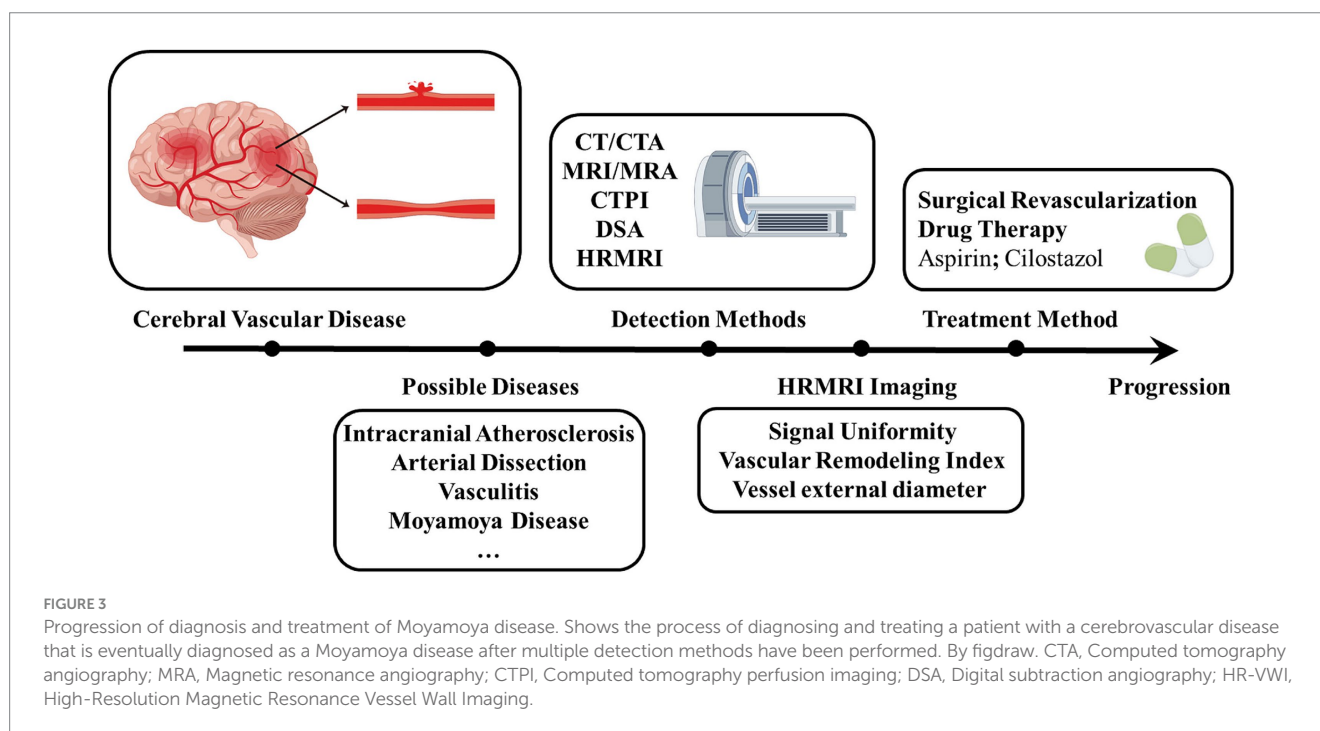 CT/CTA
MRI/MRA
CTPI
DSA
HRMRI
Surgical Revascularization
Drug Therapy
Aspirin; Cilostazol
Cerebral Vascular Disease
Detection Methods
Treatment Method
Possible Diseases
HRMRI Imaging
Progression
Intracranial Atherosclerosis
Arterial Dissection
Vasculitis
Moyamoya Disease
…
Signal Uniformity
Vascular Remodeling Index
Vessel external diameter
FIGURE 3
Progression of diagnosis and treatment of Moyamoya disease. Shows the process of diagnosing and treating a patient with a cerebrovascular disease
that is eventually diagnosed as a Moyamoya disease after multiple detection methods have been performed. By figdraw. CTA, Computed tomography
angiography; MRA, Magnetic resonance angiography; CTPI, Computed tomography perfusion imaging; DSA, Digital subtraction angiography; HR-VWI,
High-Resolution Magnetic Resonance Vessel Wall Imaging.